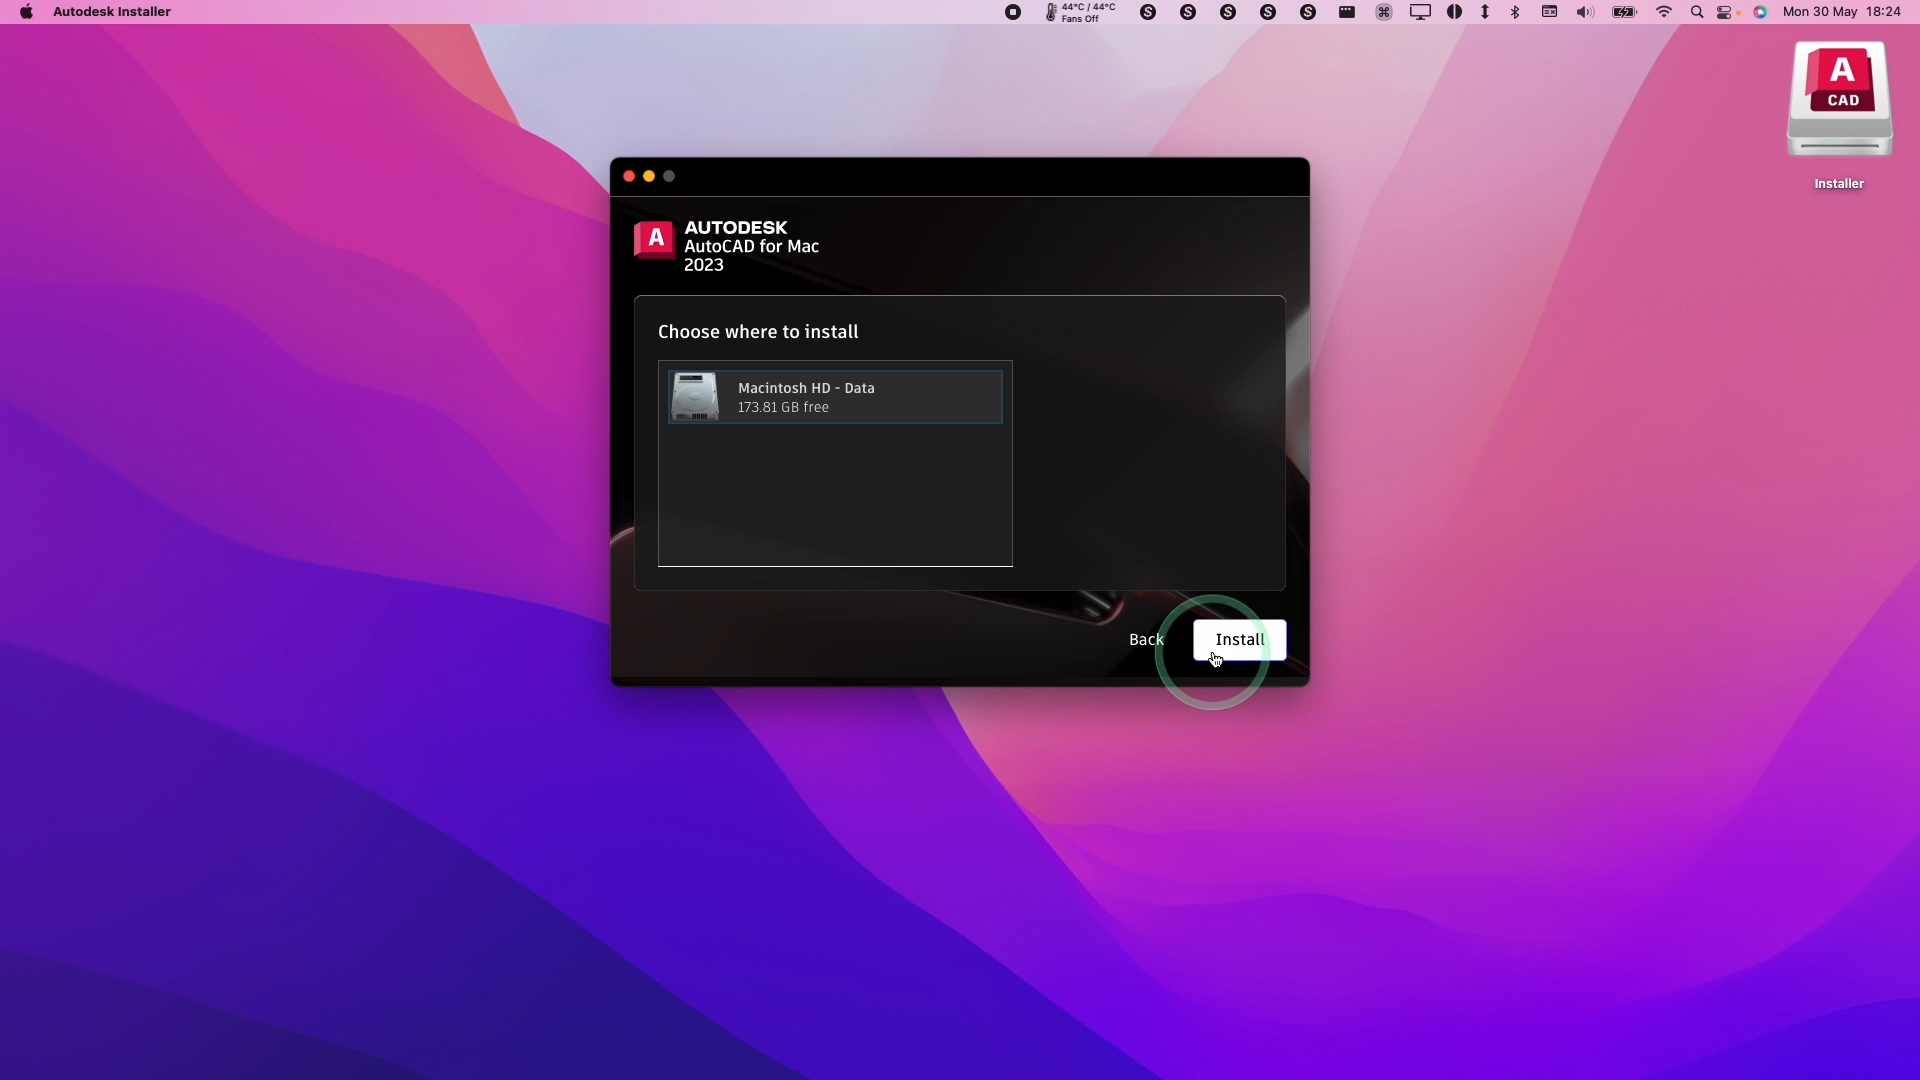 Autodesk Installer
44°C / 44°C
Fans Off
Mon 30 May 18:24
A
CAD
Installer
A
AUTODESK
AutoCAD for Mac
2023
Choose where to install
Macintosh HD - Data
173.81 GB free
Back
Install